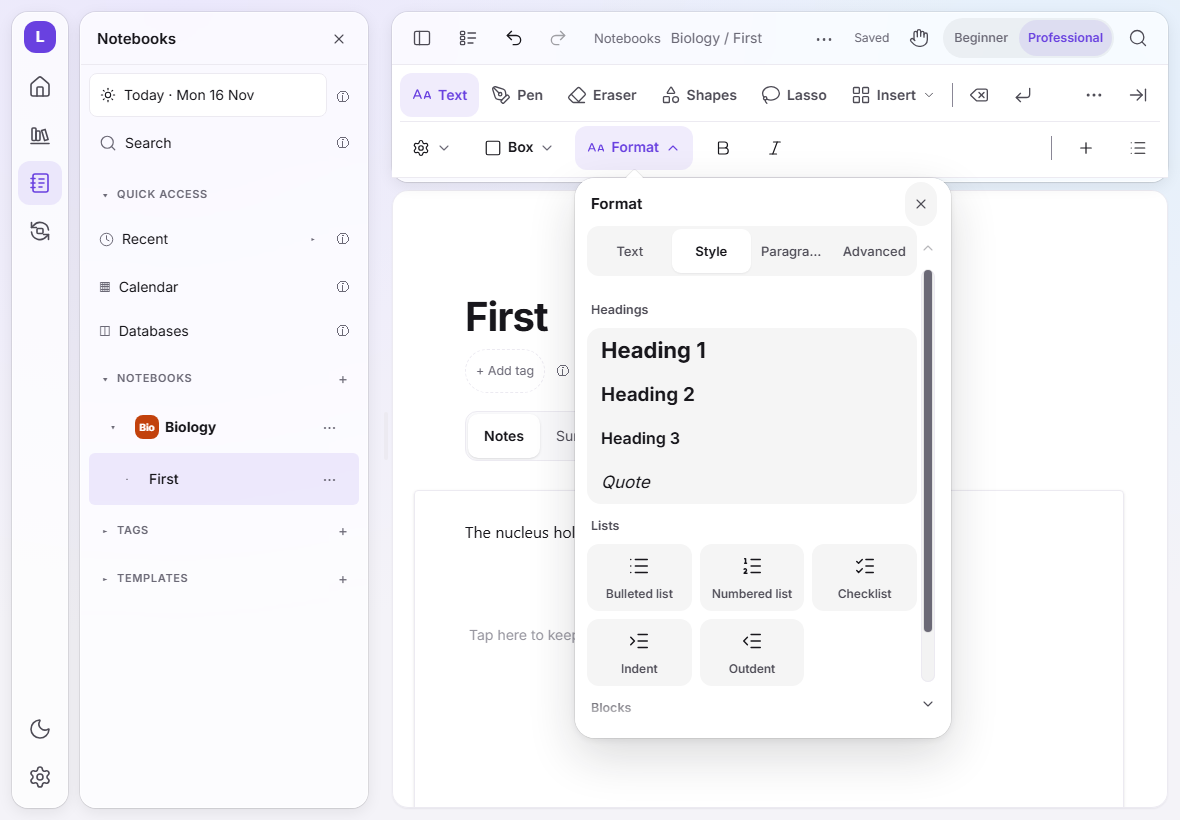 L
Notebooks
Today · Mon 16 Nov
Search
QUICK ACCESS
Recent
Calendar
Databases
NOTEBOOKS
Bio Biology
First
TAGS
TEMPLATES
Notebooks Biology / First
Saved
Beginner Professional
AA Text Pen Eraser Shapes Lasso Insert
Box AA Format B I
First
+ Add tag
Notes
The nucleus
Tap here to keep
Format
Text Style Paragra... Advanced
Headings
Heading 1
Heading 2
Heading 3
Quote
Lists
Bulleted list Numbered list Checklist
Indent Outdent
Blocks